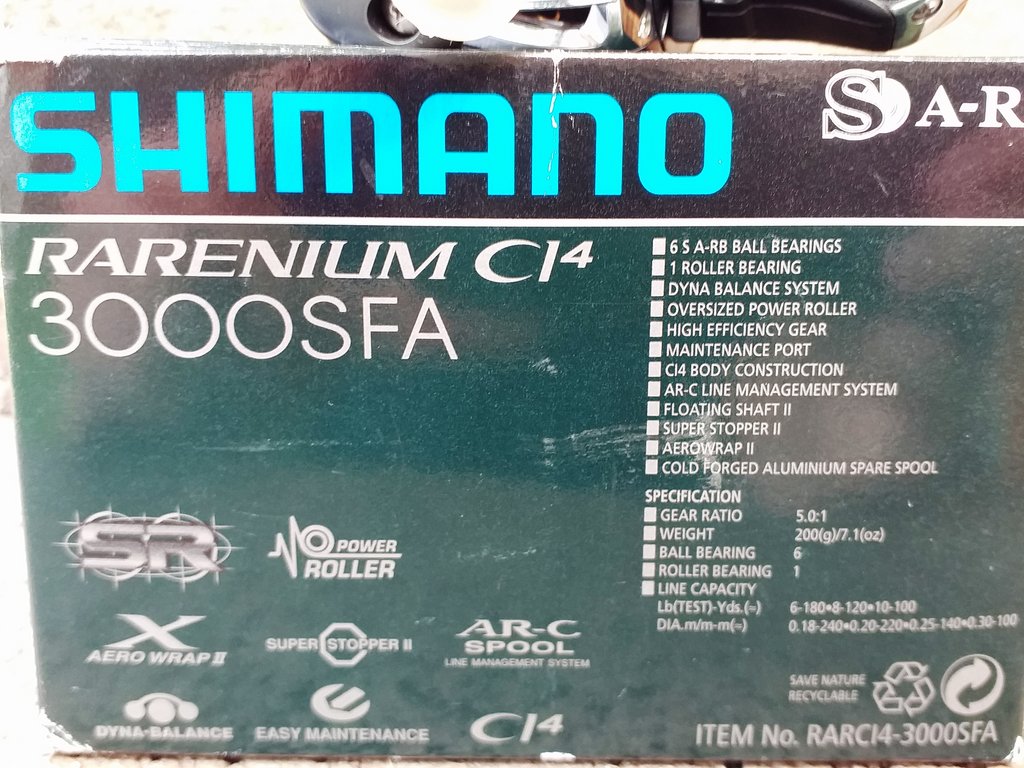 SHIMANO
S A-R
RARENIUM CI4
3000SFA
6 S A-RB BALL BEARINGS
1 ROLLER BEARING
DYNA BALANCE SYSTEM
OVERSIZED POWER ROLLER
HIGH EFFICIENCY GEAR
MAINTENANCE PORT
CI4 BODY CONSTRUCTION
AR-C LINE MANAGEMENT SYSTEM
FLOATING SHAFT II
SUPER STOPPER II
AEROWRAP II
COLD FORGED ALUMINIUM SPARE SPOOL
SPECIFICATION
GEAR RATIO 5.0:1
WEIGHT 200(g)/7.1(oz)
BALL BEARING 6
ROLLER BEARING 1
LINE CAPACITY
Lb(TEST)-Yds.(≈) 6-180•8-120•10-100
DIA.m/m-m(≈) 0.18-240•0.20-220•0.25-140•0.30-100
SR
POWER
ROLLER
X
AERO WRAP II
SUPER STOPPER II
AR-C
SPOOL
LINE MANAGEMENT SYSTEM
DYNA-BALANCE
EASY MAINTENANCE
CI4
SAVE NATURE
RECYCLABLE
ITEM No. RARCI4-3000SFA